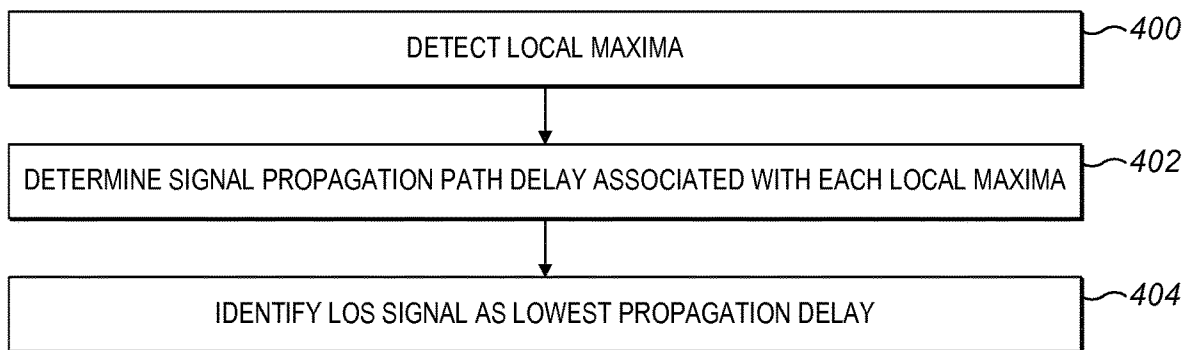 DETECT LOCAL MAXIMA
400
DETERMINE SIGNAL PROPAGATION PATH DELAY ASSOCIATED WITH EACH LOCAL MAXIMA
402
IDENTIFY LOS SIGNAL AS LOWEST PROPAGATION DELAY
404